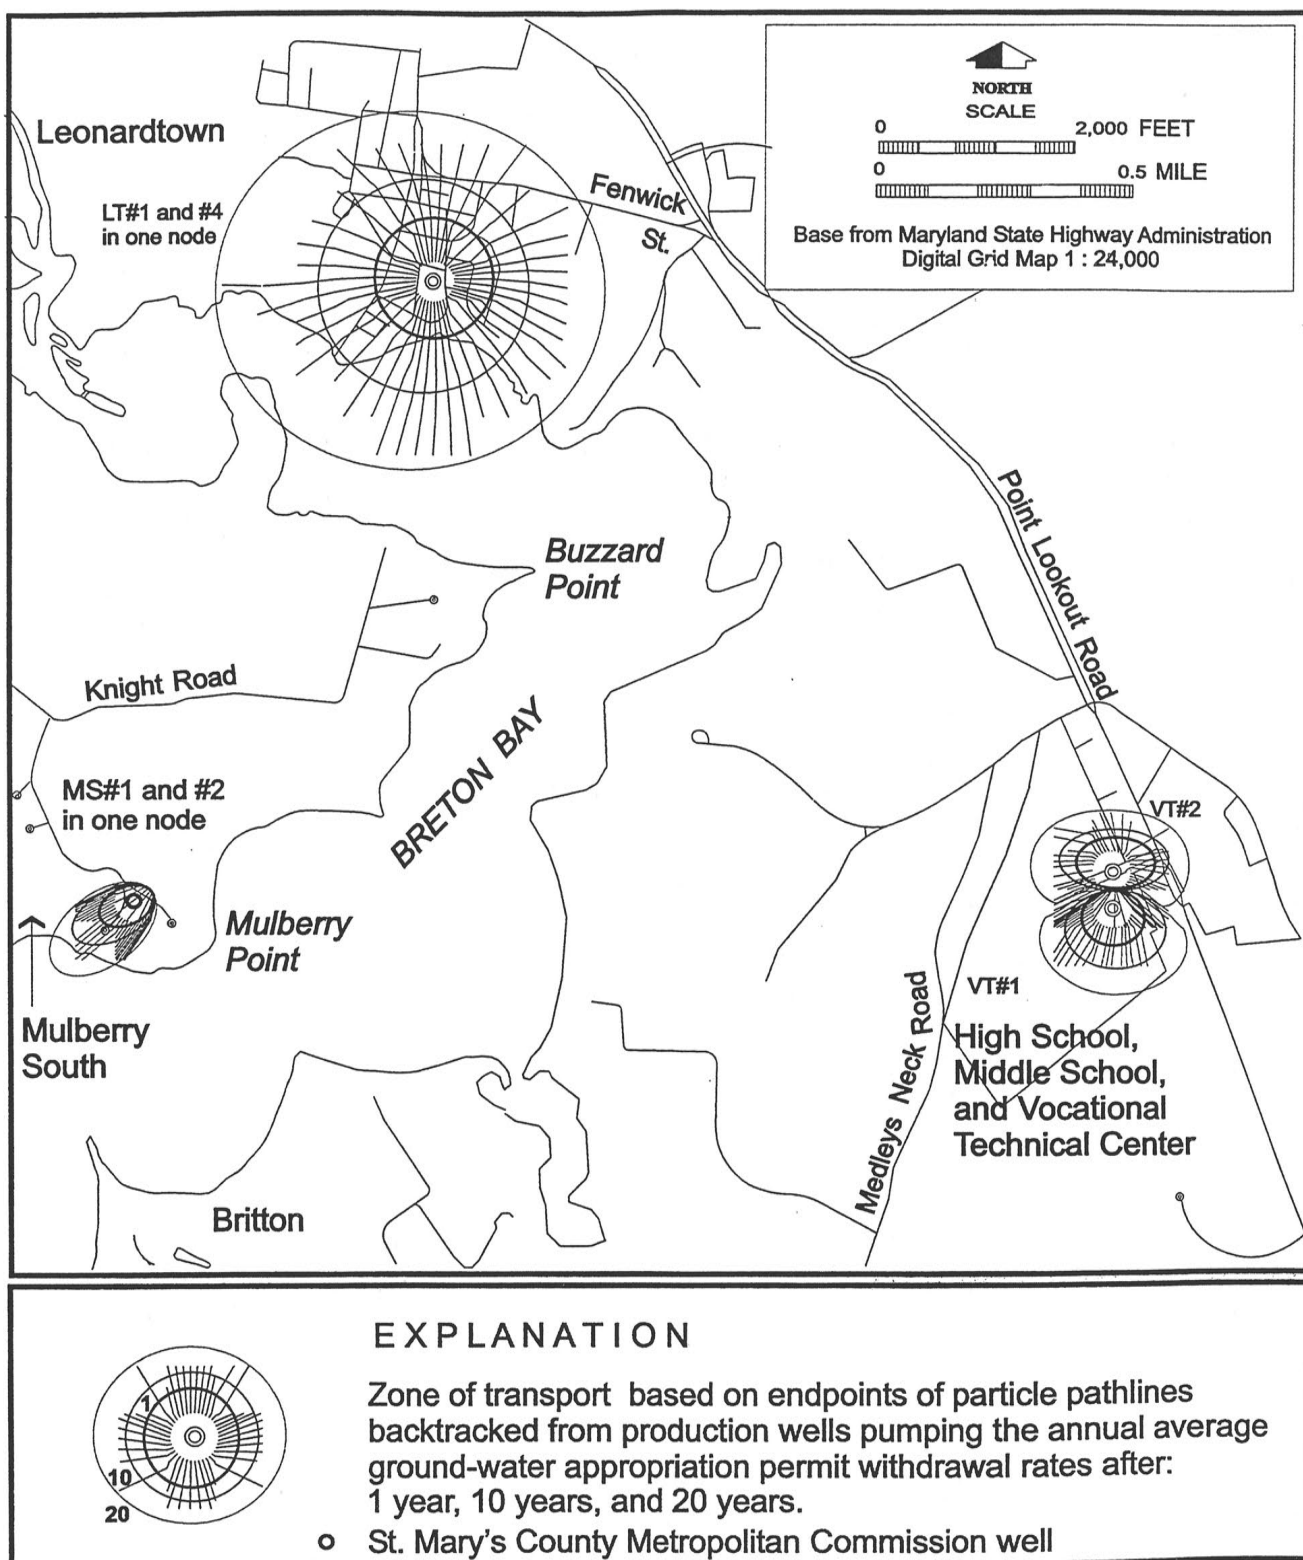 Leonardtown
LT#1 and #4
in one node
Fenwick
St.
NORTH
SCALE
0 2,000 FEET
0 0.5 MILE
Base from Maryland State Highway Administration
Digital Grid Map 1 : 24,000
Point Lookout Road
Buzzard
Point
Knight Road
BRETON BAY
MS#1 and #2
in one node
VT#2
Mulberry
Point
VT#1
Mulberry
South
Medleys Neck Road
High School,
Middle School,
and Vocational
Technical Center
Britton
EXPLANATION
1
10
20
Zone of transport based on endpoints of particle pathlines
backtracked from production wells pumping the annual average
ground-water appropriation permit withdrawal rates after:
1 year, 10 years, and 20 years.
St. Mary's County Metropolitan Commission well